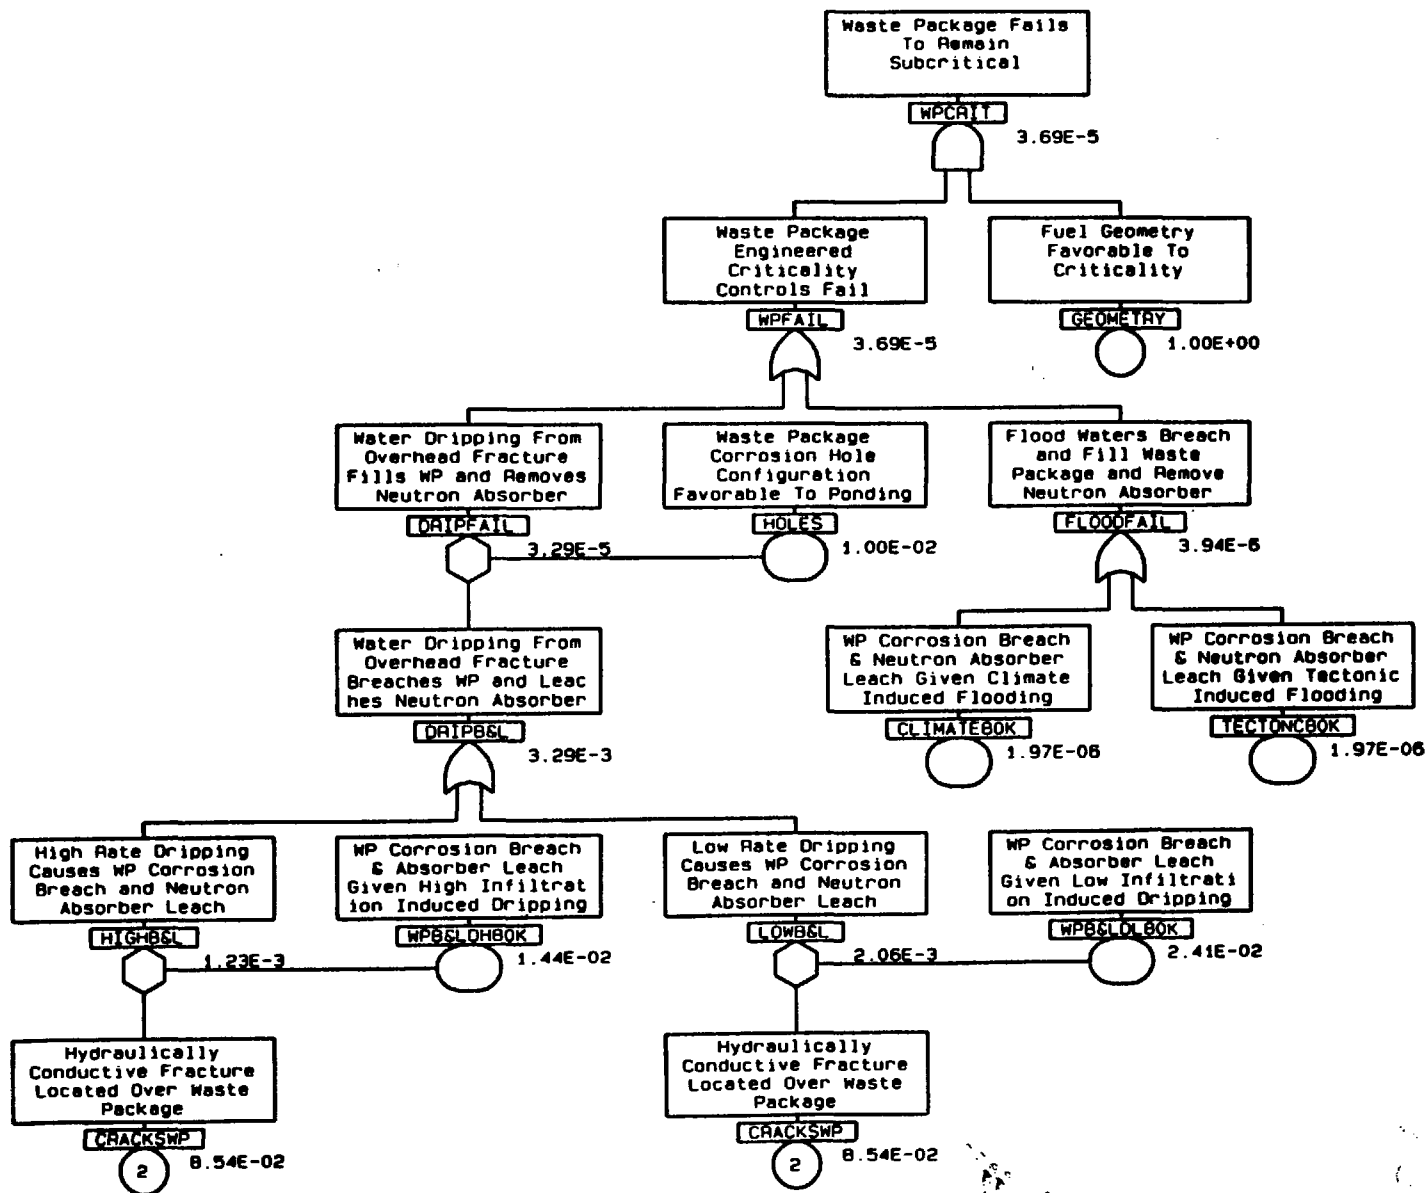 Waste Package Fails
To Remain
Subcritical
WPCRIT
3.69E-5
Waste Package
Engineered
Criticality
Controls Fail
WPFAIL
3.69E-5
Fuel Geometry
Favorable To
Criticality
GEOMETRY
1.00E+00
Water Dripping From
Overhead Fracture
Fills WP and Removes
Neutron Absorber
DRIPFAIL
3.29E-5
Waste Package
Corrosion Hole
Configuration
Favorable To Ponding
HOLES
1.00E-02
Flood Waters Breach
and Fill Waste
Package and Remove
Neutron Absorber
FLOODFAIL
3.94E-6
Water Dripping From
Overhead Fracture
Breaches WP and Leac
hes Neutron Absorber
DRIPB&L
3.29E-3
WP Corrosion Breach
& Neutron Absorber
Leach Given Climate
Induced Flooding
CLIMATEBOK
1.97E-06
WP Corrosion Breach
& Neutron Absorber
Leach Given Tectonic
Induced Flooding
TECTONCBOK
1.97E-06
High Rate Dripping
Causes WP Corrosion
Breach and Neutron
Absorber Leach
HIGHB&L
1.23E-3
WP Corrosion Breach
& Absorber Leach
Given High Infiltrat
ion Induced Dripping
WPB&LDHBOK
1.44E-02
Low Rate Dripping
Causes WP Corrosion
Breach and Neutron
Absorber Leach
LOWB&L
2.06E-3
WP Corrosion Breach
& Absorber Leach
Given Low Infiltrati
on Induced Dripping
WPB&LDLBOK
2.41E-02
Hydraulically
Conductive Fracture
Located Over Waste
Package
CRACKSWP
2
8.54E-02
Hydraulically
Conductive Fracture
Located Over Waste
Package
CRACKSWP
2
8.54E-02